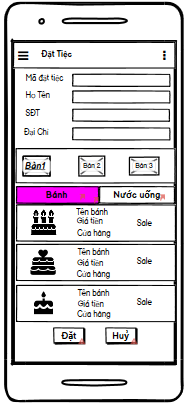 Đặt Tiệc
Mã đặt tiệc
Họ Tên
SĐT
Đại Chỉ
Bàn1
Bàn 2
Bàn 3
Bánh
Nước uống
Tên bánh
Giá tiền
Cửa hàng
Sale
Tên bánh
Giá tiền
Cửa hàng
Sale
Tên bánh
Giá tiền
Cửa hàng
Sale
Đặt
Huỷ